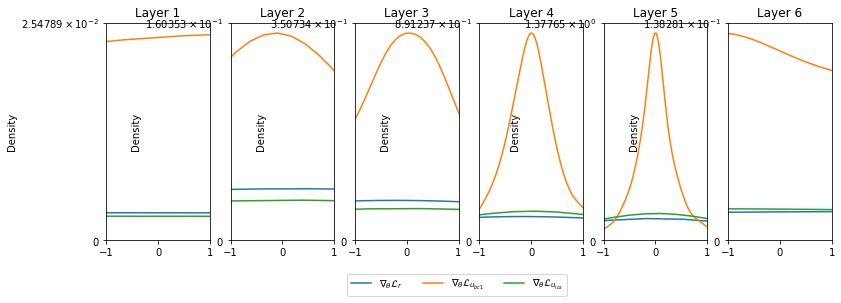 Layer 1 Layer 2 Layer 3 Layer 4 Layer 5 Layer 6
2.54789 × 10⁻² 1.60353 × 10⁻¹ 3.50734 × 10⁻¹ 8.91237 × 10⁻¹ 1.37765 × 10⁰ 1.38281 × 10⁻¹
Density Density Density Density Density Density
0 0 0 0 0 0
−1 0 1 −1 0 1 −1 0 1 −1 0 1 −1 0 1 −1 0 1
∇θℒr ∇θℒu_bc1 ∇θℒu_ics